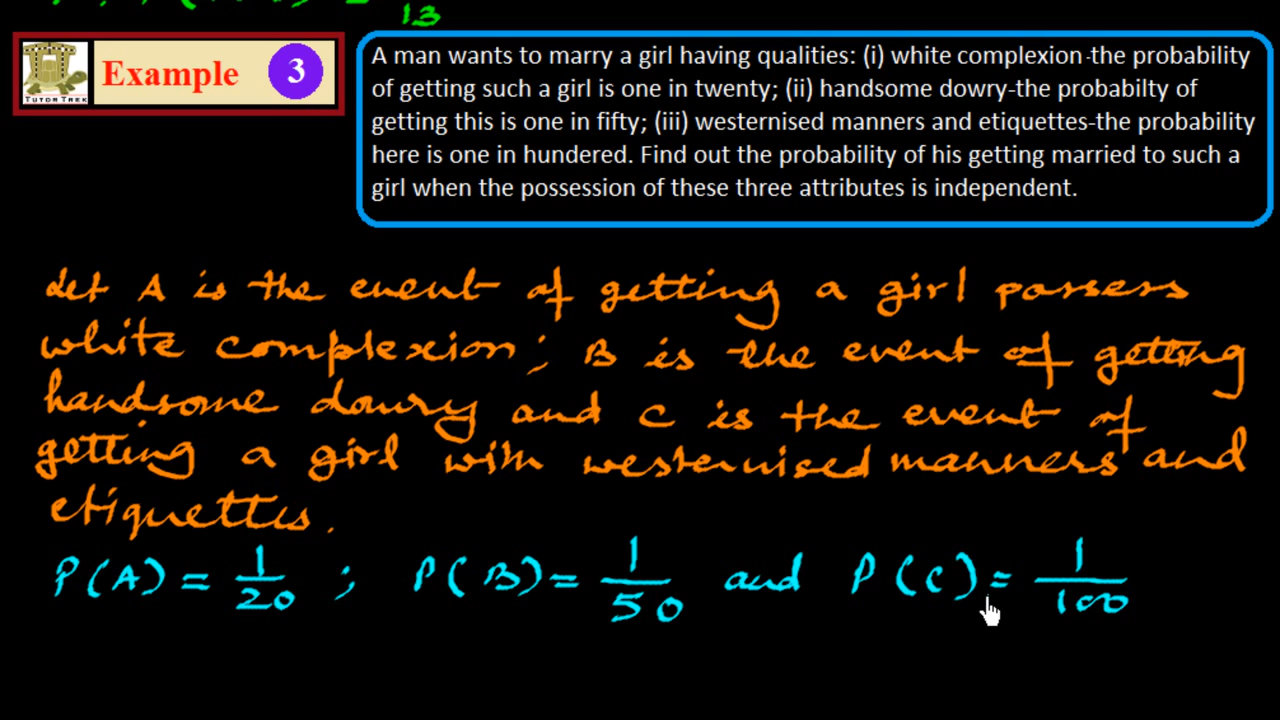 13
Example 3
TUTOR TREK
A man wants to marry a girl having qualities: (i) white complexion-the probability
of getting such a girl is one in twenty; (ii) handsome dowry-the probabilty of
getting this is one in fifty; (iii) westernised manners and etiquettes-the probability
here is one in hundered. Find out the probability of his getting married to such a
girl when the possession of these three attributes is independent.
Let A is the event of getting a girl possess
white complexion; B is the event of getting
handsome dowry and C is the event of
getting a girl with westernised manners and
etiquettes.
P(A) = 1/20 ; P(B) = 1/50 and P(C) = 1/100